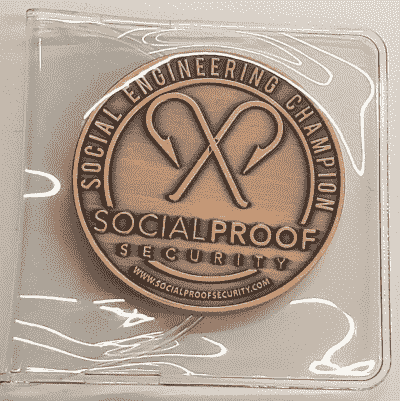 SOCIAL ENGINEERING CHAMPION
SOCIALPROOF
SECURITY
WWW.SOCIALPROOFSECURITY.COM